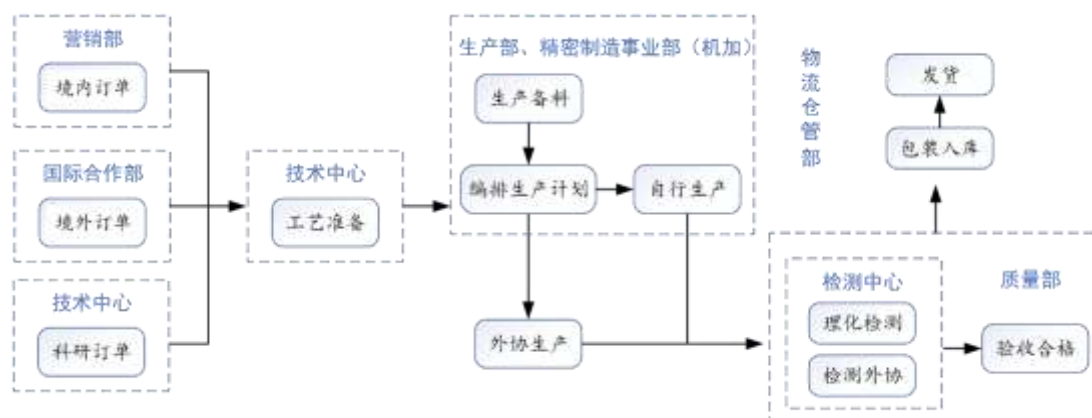 营销部
境内订单
国际合作部
境外订单
技术中心
科研订单
技术中心
工艺准备
生产部、精密制造事业部（机加）
生产备料
编排生产计划
自行生产
外协生产
检测中心
理化检测
检测外协
质量部
验收合格
物流仓管部
包装入库
发货